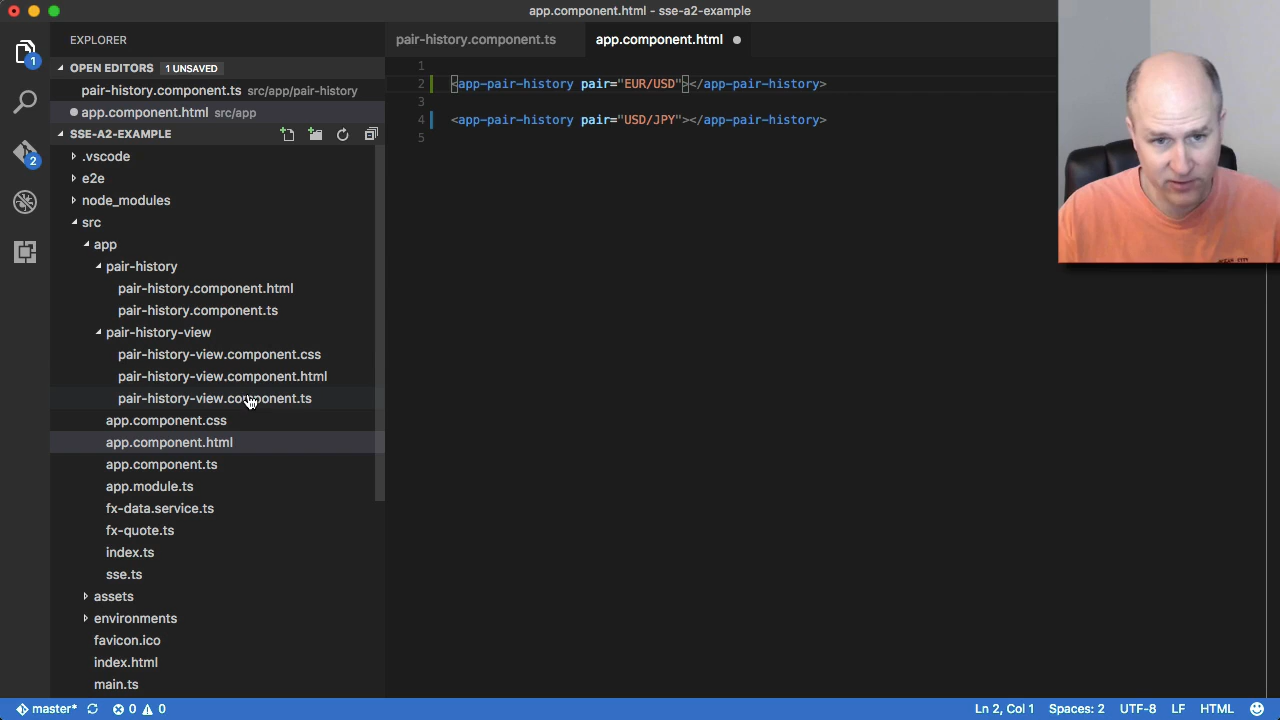 app.component.html - sse-a2-example
EXPLORER
pair-history.component.ts
app.component.html
1
OPEN EDITORS 1 UNSAVED
pair-history.component.ts src/app/pair-history
app.component.html src/app
SSE-A2-EXAMPLE
2
.vscode
e2e
node_modules
src
app
pair-history
pair-history.component.html
pair-history.component.ts
pair-history-view
pair-history-view.component.css
pair-history-view.component.html
pair-history-view.component.ts
app.component.css
app.component.html
app.component.ts
app.module.ts
fx-data.service.ts
fx-quote.ts
index.ts
sse.ts
assets
environments
favicon.ico
index.html
main.ts
1
2 <app-pair-history pair="EUR/USD"></app-pair-history>
3
4 <app-pair-history pair="USD/JPY"></app-pair-history>
5
master* 0 0
Ln 2, Col 1 Spaces: 2 UTF-8 LF HTML